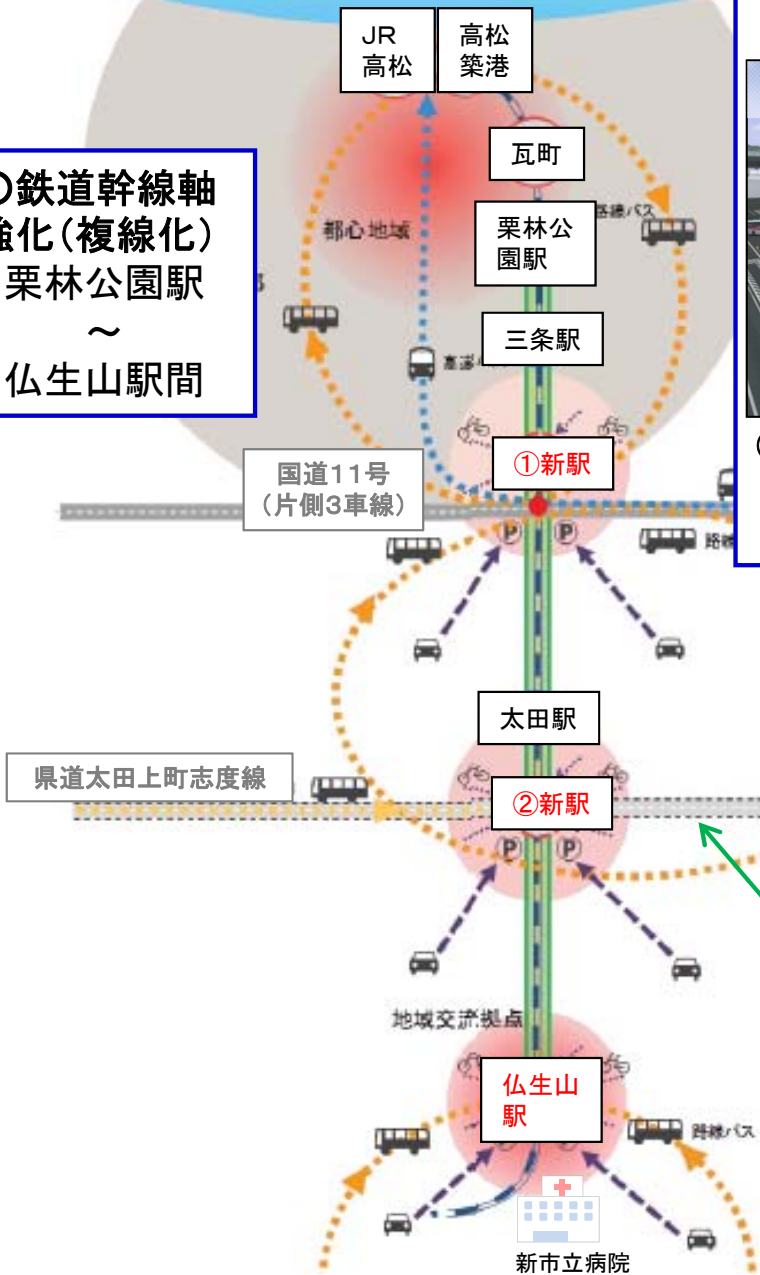 JR
高松
高松
築港
瓦町
路線バス
栗林公
園駅
都心地域
鉄道幹線軸
強化（複線化）
栗林公園駅
～
仏生山駅間
三条駅
①新駅
国道11号
（片側3車線）
P
P
太田駅
県道太田上町志度線
②新駅
P
P
地域交流拠点
仏生山
駅
路線バス
新市立病院